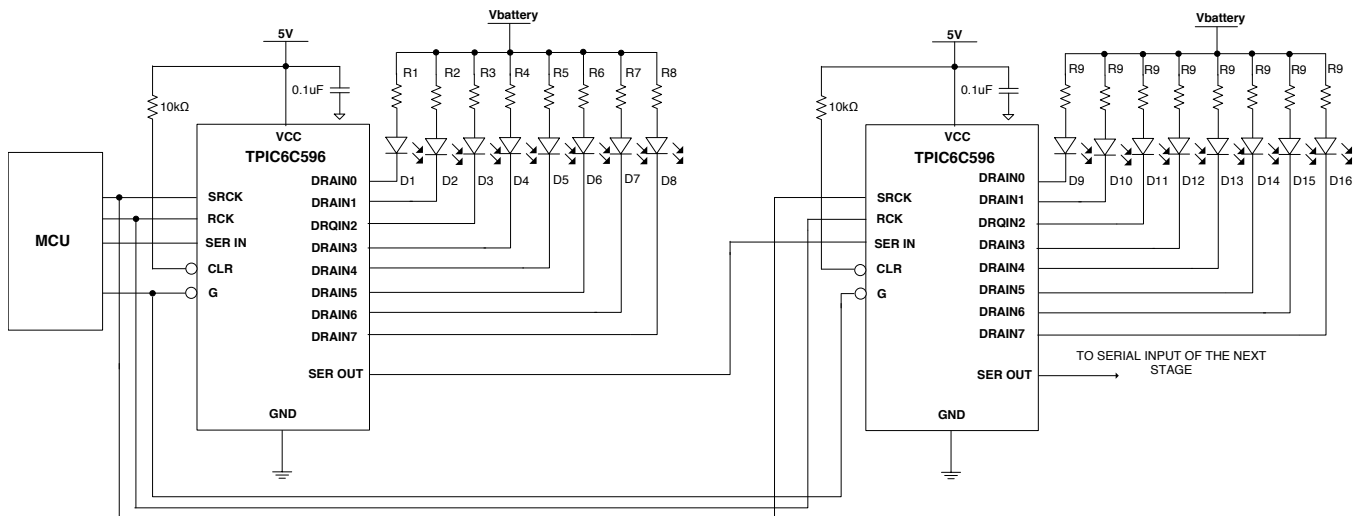 Vbattery
5V
R1 R2 R3 R4 R5 R6 R7 R8
10kΩ
0.1uF
VCC
TPIC6C596
MCU
DRAIN0
DRAIN1
DRQIN2
DRAIN3
DRAIN4
DRAIN5
DRAIN6
DRAIN7
SER OUT
SRCK
RCK
SER IN
CLR
G
GND
D1 D2 D3 D4 D5 D6 D7 D8
Vbattery
5V
R9 R9 R9 R9 R9 R9 R9 R9
10kΩ
0.1uF
VCC
TPIC6C596
DRAIN0
DRAIN1
DRQIN2
DRAIN3
DRAIN4
DRAIN5
DRAIN6
DRAIN7
SER OUT
SRCK
RCK
SER IN
CLR
G
GND
D9 D10 D11 D12 D13 D14 D15 D16
TO SERIAL INPUT OF THE NEXT
STAGE